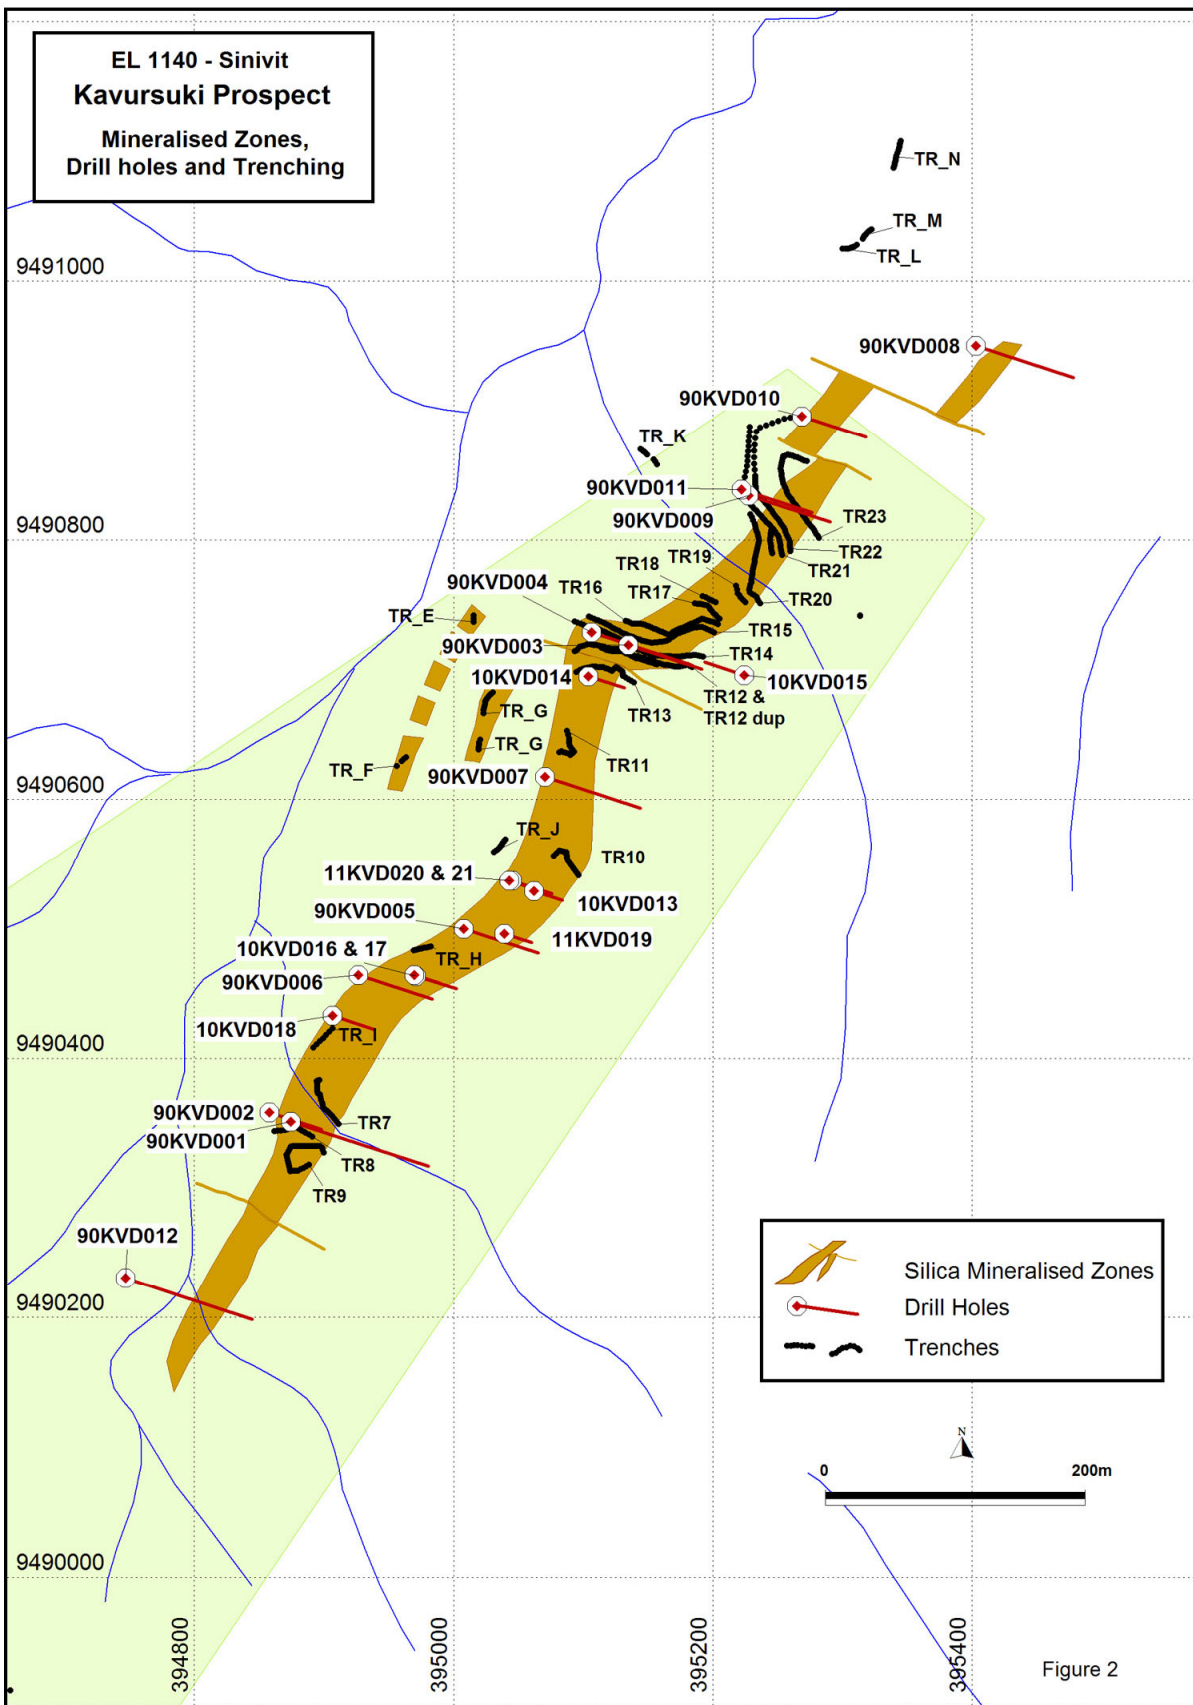 EL 1140 - Sinivit
Kavursuki Prospect
Mineralised Zones,
Drill holes and Trenching
TR_N
TR_M
TR_L
9491000
90KVD008
90KVD010
TR_K
90KVD011
90KVD009
9490800
TR23
TR22
TR21
TR19
TR18
TR17
TR20
90KVD004
TR16
TR_E
TR15
90KVD003
TR14
10KVD014
10KVD015
TR12 &
TR12 dup
TR13
TR_G
TR_G
TR11
TR_F
90KVD007
9490600
TR_J
TR10
11KVD020 & 21
10KVD013
90KVD005
11KVD019
10KVD016 & 17
TR_H
90KVD006
10KVD018
TR_I
9490400
90KVD002
TR7
90KVD001
TR8
TR9
90KVD012
Silica Mineralised Zones
Drill Holes
Trenches
9490200
N
0
200m
9490000
394800
395000
395200
395400
Figure 2